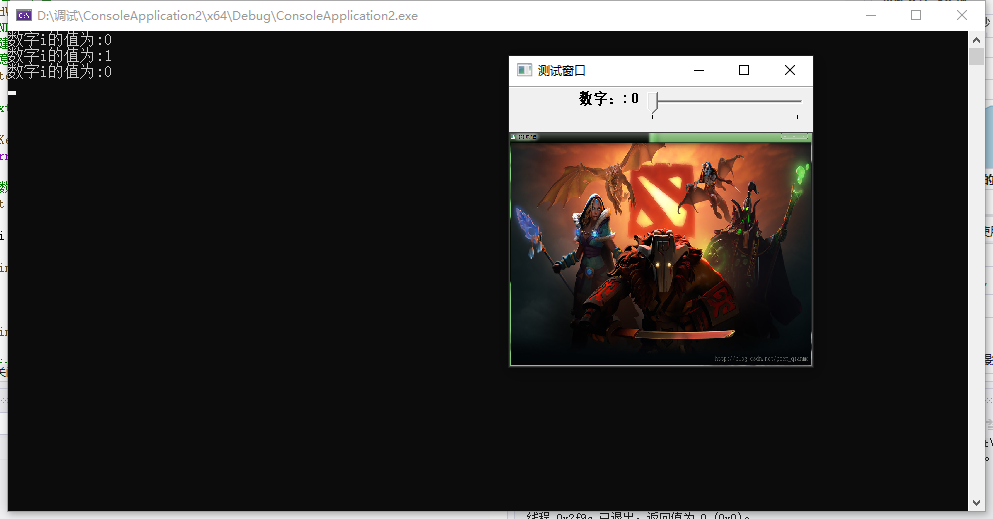 D:\调试\ConsoleApplication2\x64\Debug\ConsoleApplication2.exe
数字i的值为:0
数字i的值为:1
数字i的值为:0
测试窗口
数字: :0
线程 0x2f9c 已退出,返回值为 0 (0x0)。